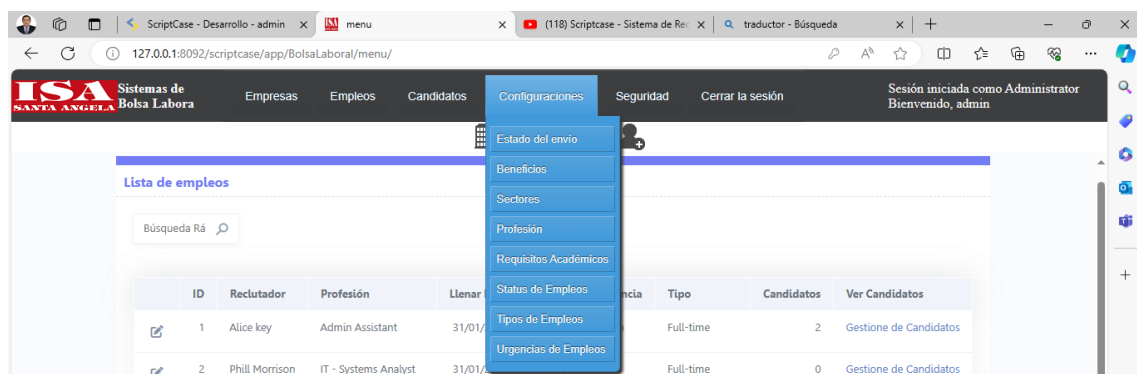 ScriptCase - Desarrollo - admin
menu
(118) Scriptcase - Sistema de Rec
traductor - Búsqueda
127.0.0.1:8092/scriptcase/app/BolsaLaboral/menu/
ISA
SANTA ANGELA
Sistemas de
Bolsa Labora
Empresas Empleos Candidatos Configuraciones Seguridad Cerrar la sesión
Sesión iniciada como Administrator
Bienvenido, admin
Estado del envío
Beneficios
Sectores
Profesión
Requisitos Académicos
Status de Empleos
Tipos de Empleos
Urgencias de Empleos
Lista de empleos
Búsqueda Rá
ID Reclutador Profesión Llenar ncia Tipo Candidatos Ver Candidatos
1 Alice key Admin Assistant 31/01/ Full-time 2 Gestione de Candidatos
2 Phill Morrison IT - Systems Analyst 31/01/ Full-time 0 Gestione de Candidatos